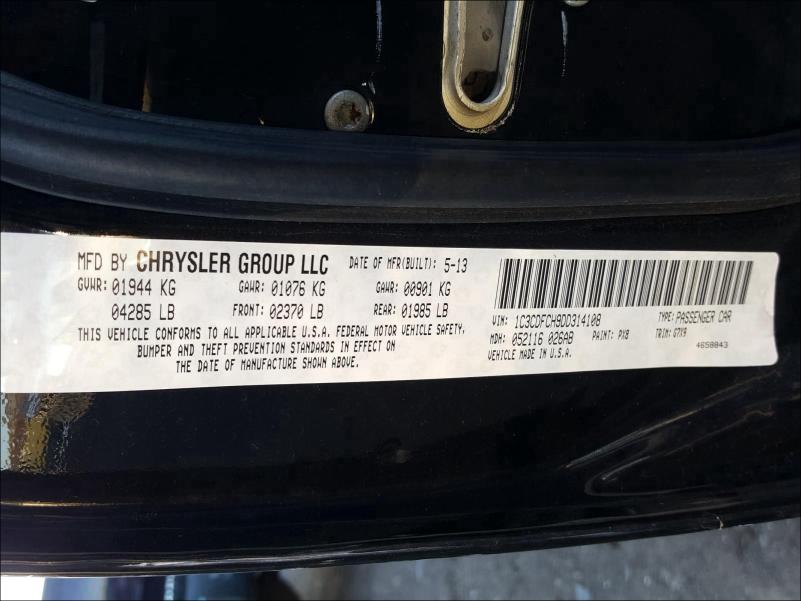 MFD BY CHRYSLER GROUP LLC DATE OF MFR(BUILT): 5-13
GVWR: 01944 KG GAWR: 01076 KG GAWR: 00901 KG
04285 LB FRONT: 02370 LB REAR: 01985 LB
THIS VEHICLE CONFORMS TO ALL APPLICABLE U.S.A. FEDERAL MOTOR VEHICLE SAFETY,
BUMPER AND THEFT PREVENTION STANDARDS IN EFFECT ON
THE DATE OF MANUFACTURE SHOWN ABOVE.
VIN: 1C3CDFCH9DD314108 TYPE: PASSENGER CAR
MDH: 052116 026AB PAINT: PX8 TRIM: G7X9
VEHICLE MADE IN U.S.A. 4658843